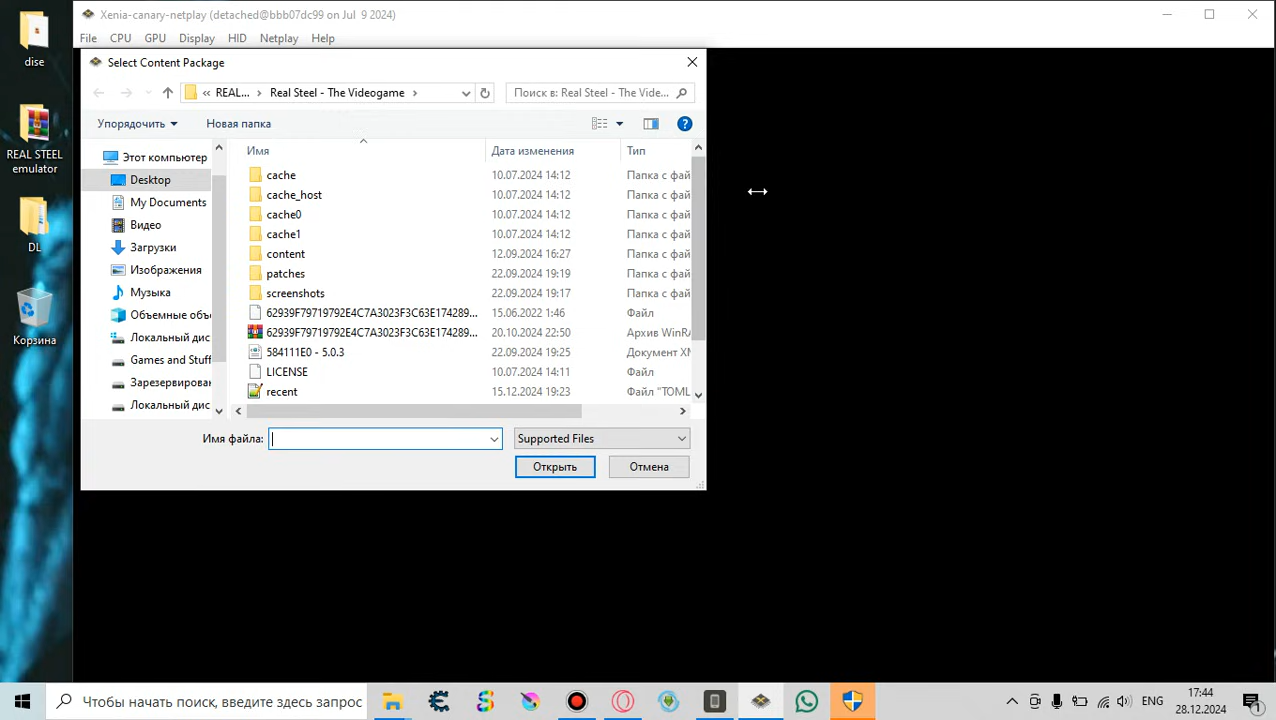 dise
REAL STEEL
emulator
DL
Корзина
Xenia-canary-netplay (detached@bbb07dc99 on Jul 9 2024)
File CPU GPU Display HID Netplay Help
Select Content Package
« REAL... › Real Steel - The Videogame ›
Поиск в: Real Steel - The Vide...
Упорядочить Новая папка
Этот компьютер
Desktop
My Documents
Видео
Загрузки
Изображения
Музыка
Объемные объ
Локальный дис
Games and Stuff
Зарезервирован
Локальный дис
Имя Дата изменения Тип
cache 10.07.2024 14:12 Папка с фай
cache_host 10.07.2024 14:12 Папка с фай
cache0 10.07.2024 14:12 Папка с фай
cache1 10.07.2024 14:12 Папка с фай
content 12.09.2024 16:27 Папка с фай
patches 22.09.2024 19:19 Папка с фай
screenshots 22.09.2024 19:17 Папка с фай
62939F79719792E4C7A3023F3C63E174289... 15.06.2022 1:46 Файл
62939F79719792E4C7A3023F3C63E174289... 20.10.2024 22:50 Архив WinR
584111E0 - 5.0.3 22.09.2024 19:25 Документ XM
LICENSE 10.07.2024 14:11 Файл
recent 15.12.2024 19:23 Файл "TOML
Имя файла:
Supported Files
Открыть Отмена
Чтобы начать поиск, введите здесь запрос
ENG
17:44
28.12.2024
1